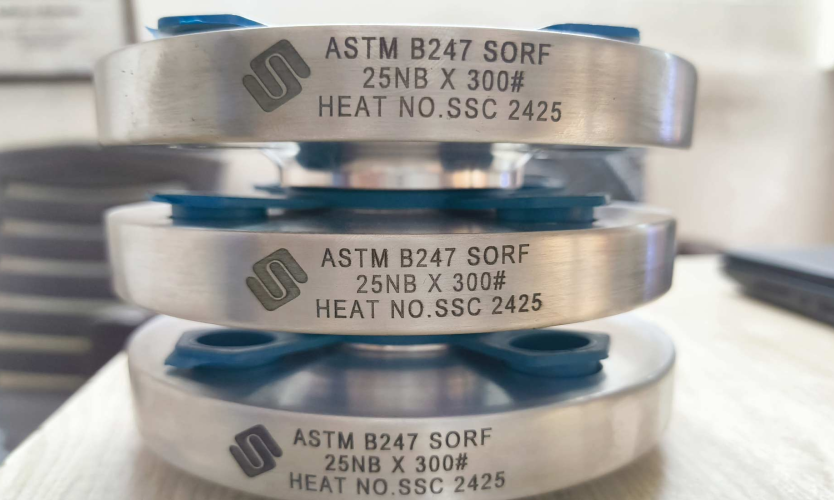 ASTM B247 SORF
25NB X 300#
HEAT NO.SSC 2425
ASTM B247 SORF
25NB X 300#
HEAT NO.SSC 2425
ASTM B247 SORF
25NB X 300#
HEAT NO.SSC 2425